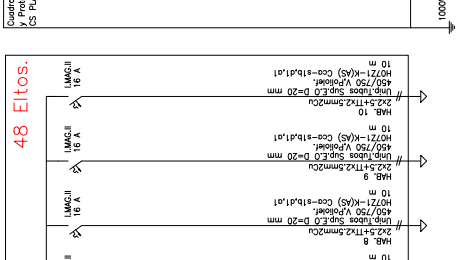 Cuadro
y Prot
CS PL
1000
48 Eltos.
I.MAG.II
16 A
HAB. 10
2x2.5+TTx2.5mm2Cu
Unip.Tubos Sup.E.O D=20 mm
450/750 V,Poliolef.
H07Z1-K(AS) Cca-s1b,d1,a1
10 m
I.MAG.II
16 A
HAB. 9
2x2.5+TTx2.5mm2Cu
Unip.Tubos Sup.E.O D=20 mm
450/750 V,Poliolef.
H07Z1-K(AS) Cca-s1b,d1,a1
10 m
I.MAG.II
16 A
HAB. 8
2x2.5+TTx2.5mm2Cu
Unip.Tubos Sup.E.O D=20 mm
450/750 V,Poliolef.
H07Z1-K(AS) Cca-s1b,d1,a1
10 m
10 m